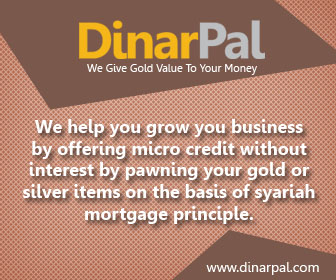 DinarPal
We Give Gold Value To Your Money
We help you grow you business
by offering micro credit without
interest by pawning your gold or
silver items on the basis of syariah
mortgage principle.
www.dinarpal.com